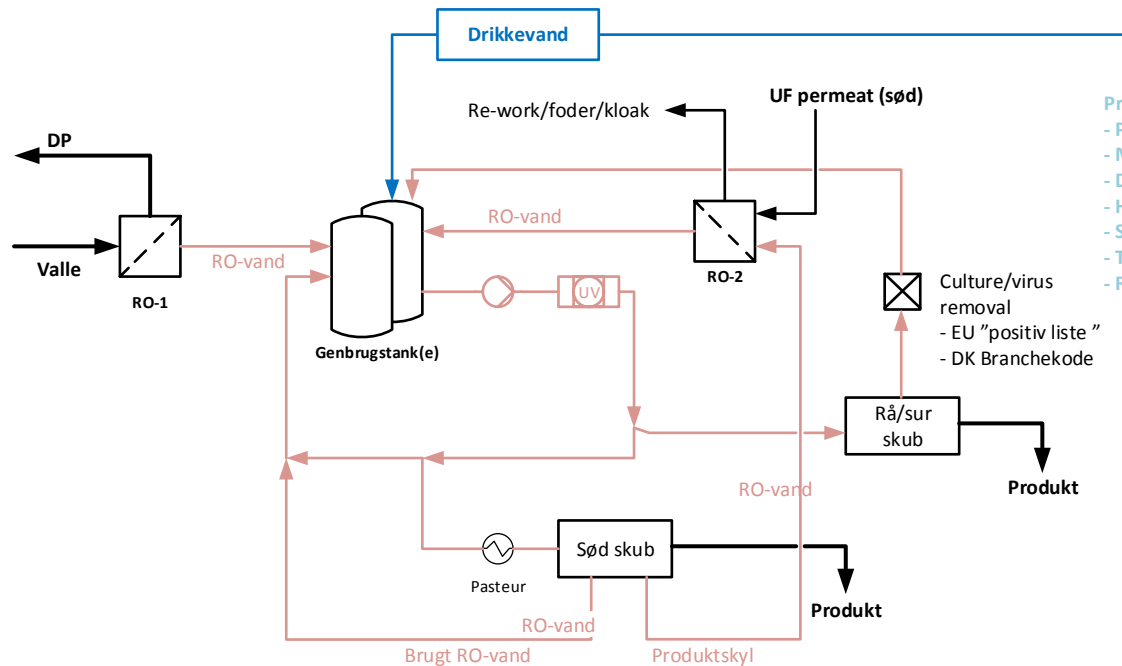 Drikkevand
Re-work/foder/kloak
UF permeat (sød)
DP
RO-vand
Valle
RO-vand
RO-1
RO-2
UV
Genbrugstank(e)
Culture/virus
removal
- EU ”positiv liste ”
- DK Branchekode
Rå/sur
skub
Produkt
RO-vand
Sød skub
Pasteur
Produkt
RO-vand
Brugt RO-vand
Produktskyl